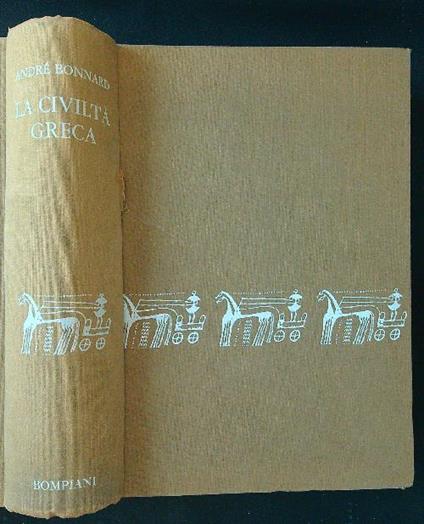 ANDRÉ BONNARD
LA CIVILTÀ
GRECA
BOMPIANI